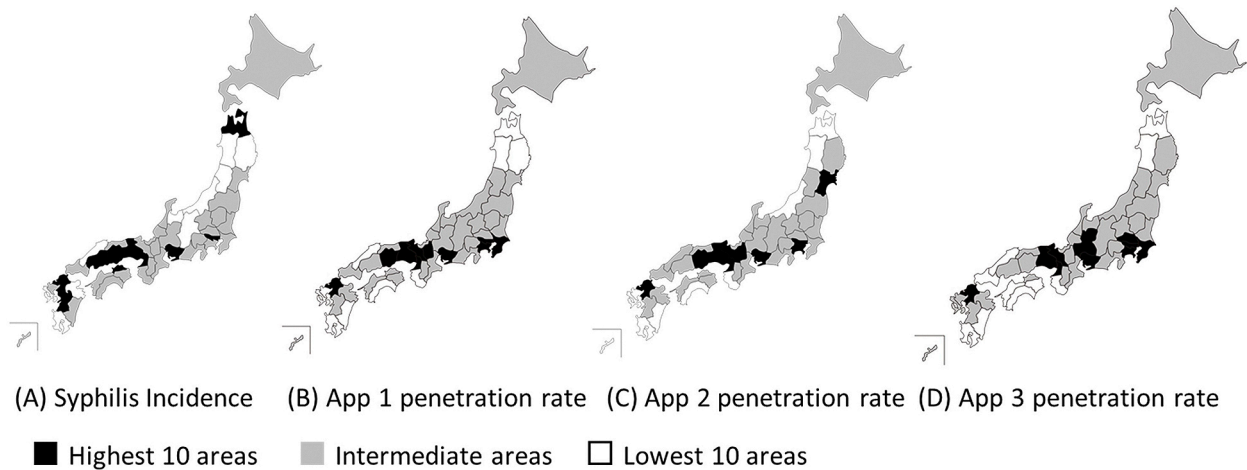 (A) Syphilis Incidence
(B) App 1 penetration rate
(C) App 2 penetration rate
(D) App 3 penetration rate
Highest 10 areas
Intermediate areas
Lowest 10 areas